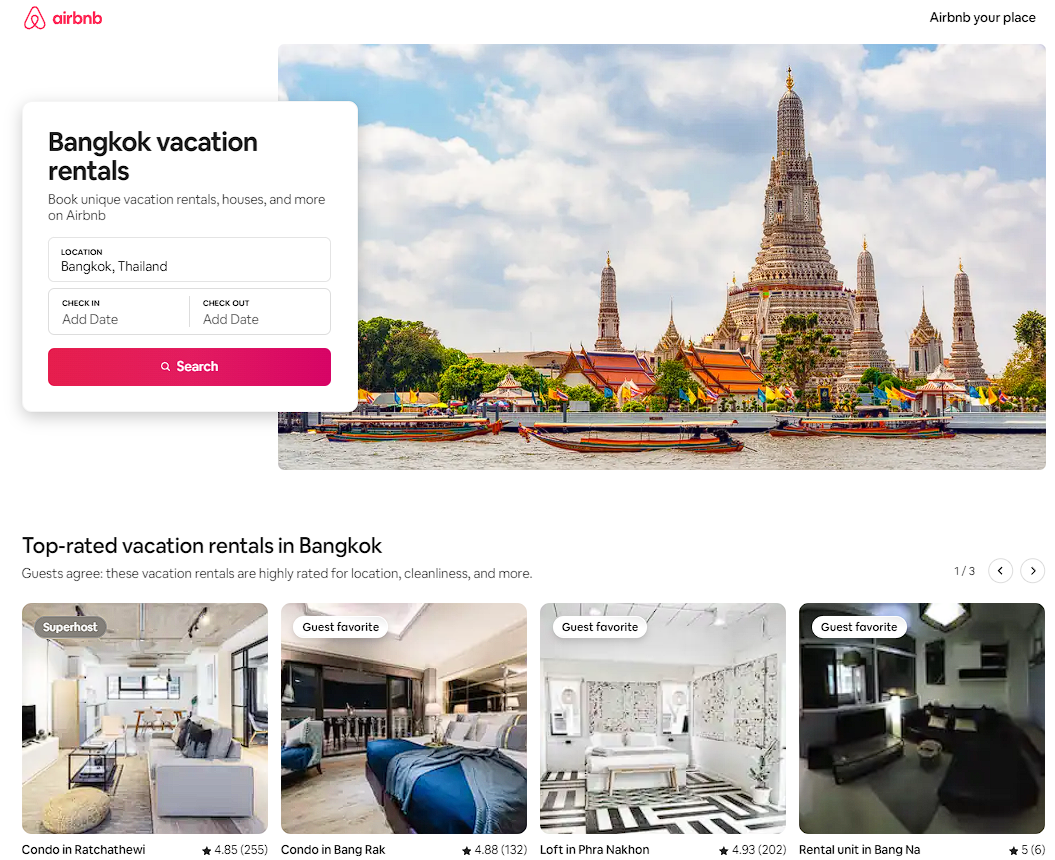 airbnb
Airbnb your place
Bangkok vacation
rentals
Book unique vacation rentals, houses, and more
on Airbnb
LOCATION
Bangkok, Thailand
CHECK IN
CHECK OUT
Add Date
Add Date
Search
Top-rated vacation rentals in Bangkok
Guests agree: these vacation rentals are highly rated for location, cleanliness, and more.
1 / 3
Superhost
Guest favorite
Guest favorite
Guest favorite
Condo in Ratchathewi
4.85 (255)
Condo in Bang Rak
4.88 (132)
Loft in Phra Nakhon
4.93 (202)
Rental unit in Bang Na
5 (6)